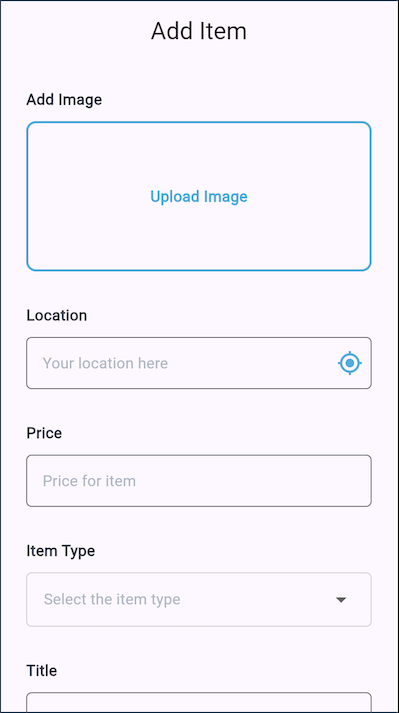 Add Item
Add Image
Upload Image
Location
Your location here
Price
Price for item
Item Type
Select the item type
Title